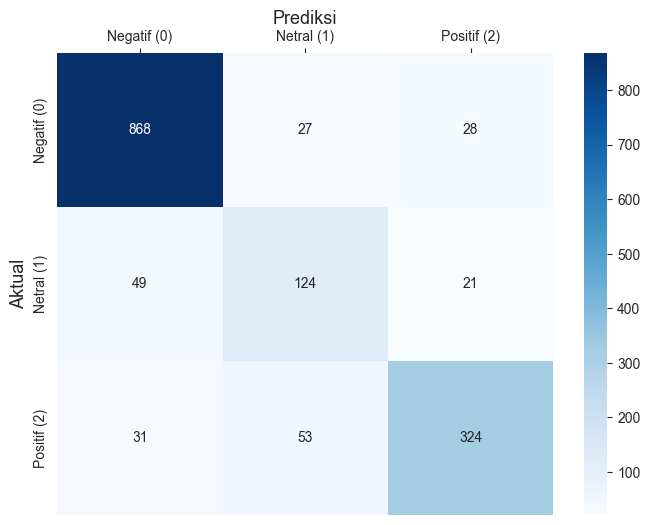 Prediksi
Negatif (0) Netral (1) Positif (2)
Aktual
Negatif (0)
868 27 28
Netral (1)
49 124 21
Positif (2)
31 53 324
800
700
600
500
400
300
200
100